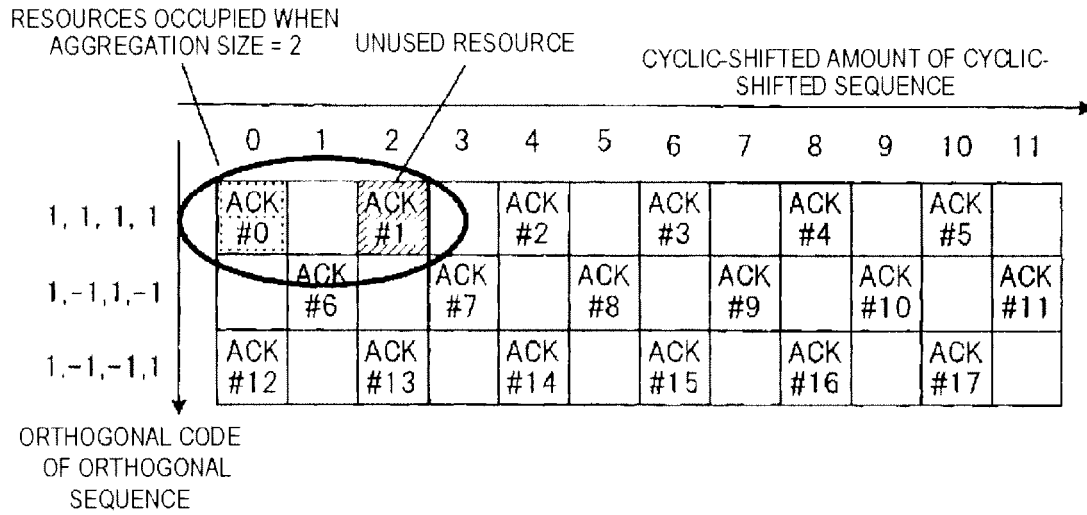 RESOURCES OCCUPIED WHEN
AGGREGATION SIZE = 2
UNUSED RESOURCE
CYCLIC-SHIFTED AMOUNT OF CYCLIC-
SHIFTED SEQUENCE
0 1 2 3 4 5 6 7 8 9 10 11
1, 1, 1, 1
ACK #0
ACK #1
ACK #2
ACK #3
ACK #4
ACK #5
1,-1,1,-1
ACK #6
ACK #7
ACK #8
ACK #9
ACK #10
ACK #11
1,-1,-1,1
ACK #12
ACK #13
ACK #14
ACK #15
ACK #16
ACK #17
ORTHOGONAL CODE
OF ORTHOGONAL
SEQUENCE